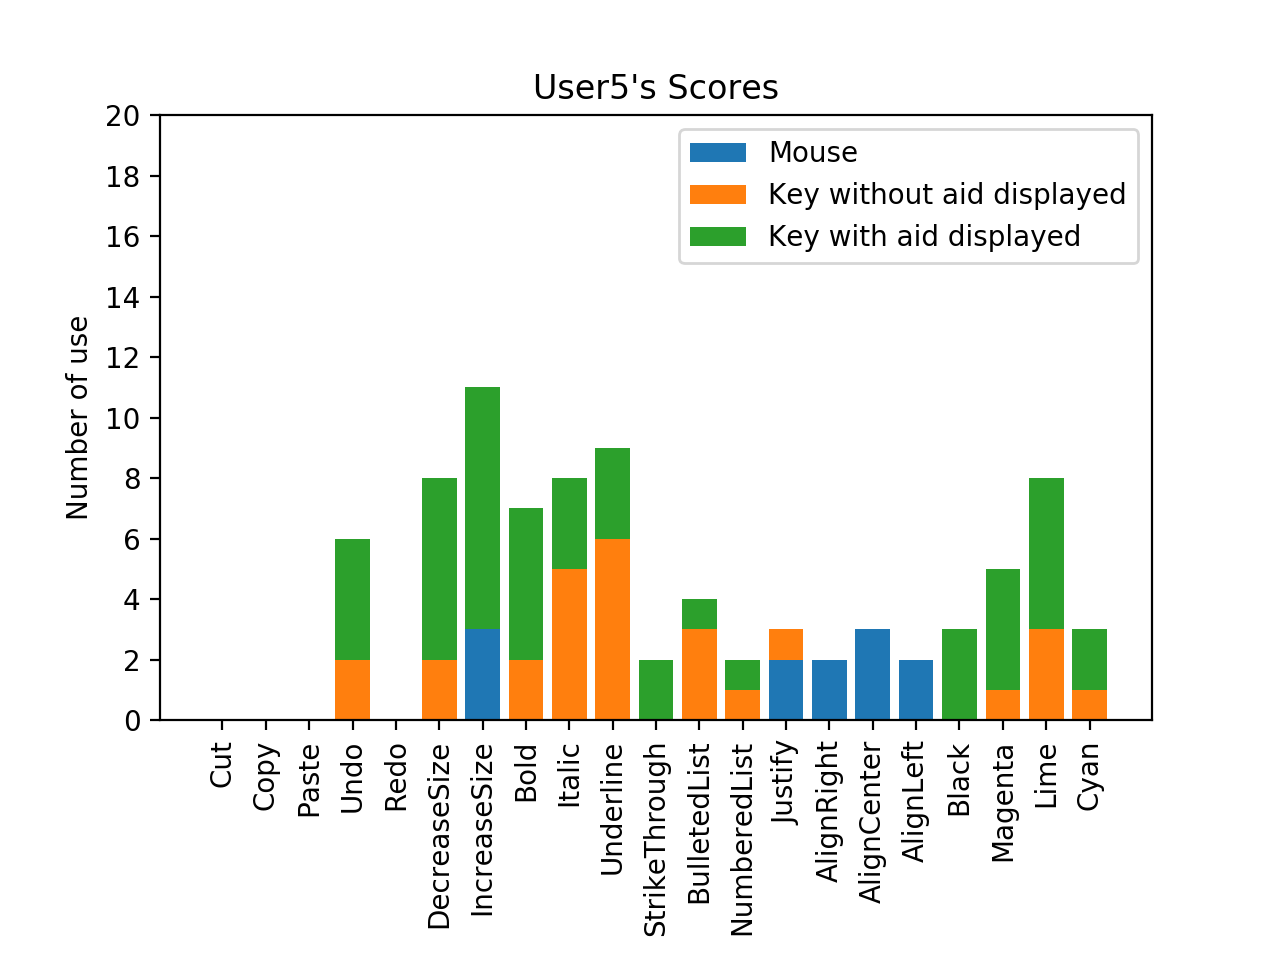 User5's Scores
Mouse
Key without aid displayed
Key with aid displayed
Number of use
20
18
16
14
12
10
8
6
4
2
0
Cut
Copy
Paste
Undo
Redo
DecreaseSize
IncreaseSize
Bold
Italic
Underline
StrikeThrough
BulletedList
NumberedList
Justify
AlignRight
AlignCenter
AlignLeft
Black
Magenta
Lime
Cyan